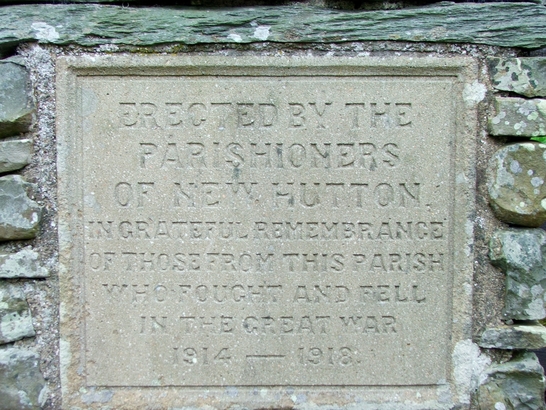 ERECTED BY THE
PARISHIONERS
OF NEW HUTTON.
IN GRATEFUL REMEMBRANCE
OF THOSE FROM THIS PARISH
WHO FOUGHT AND FELL
IN THE GREAT WAR
1914 — 1918